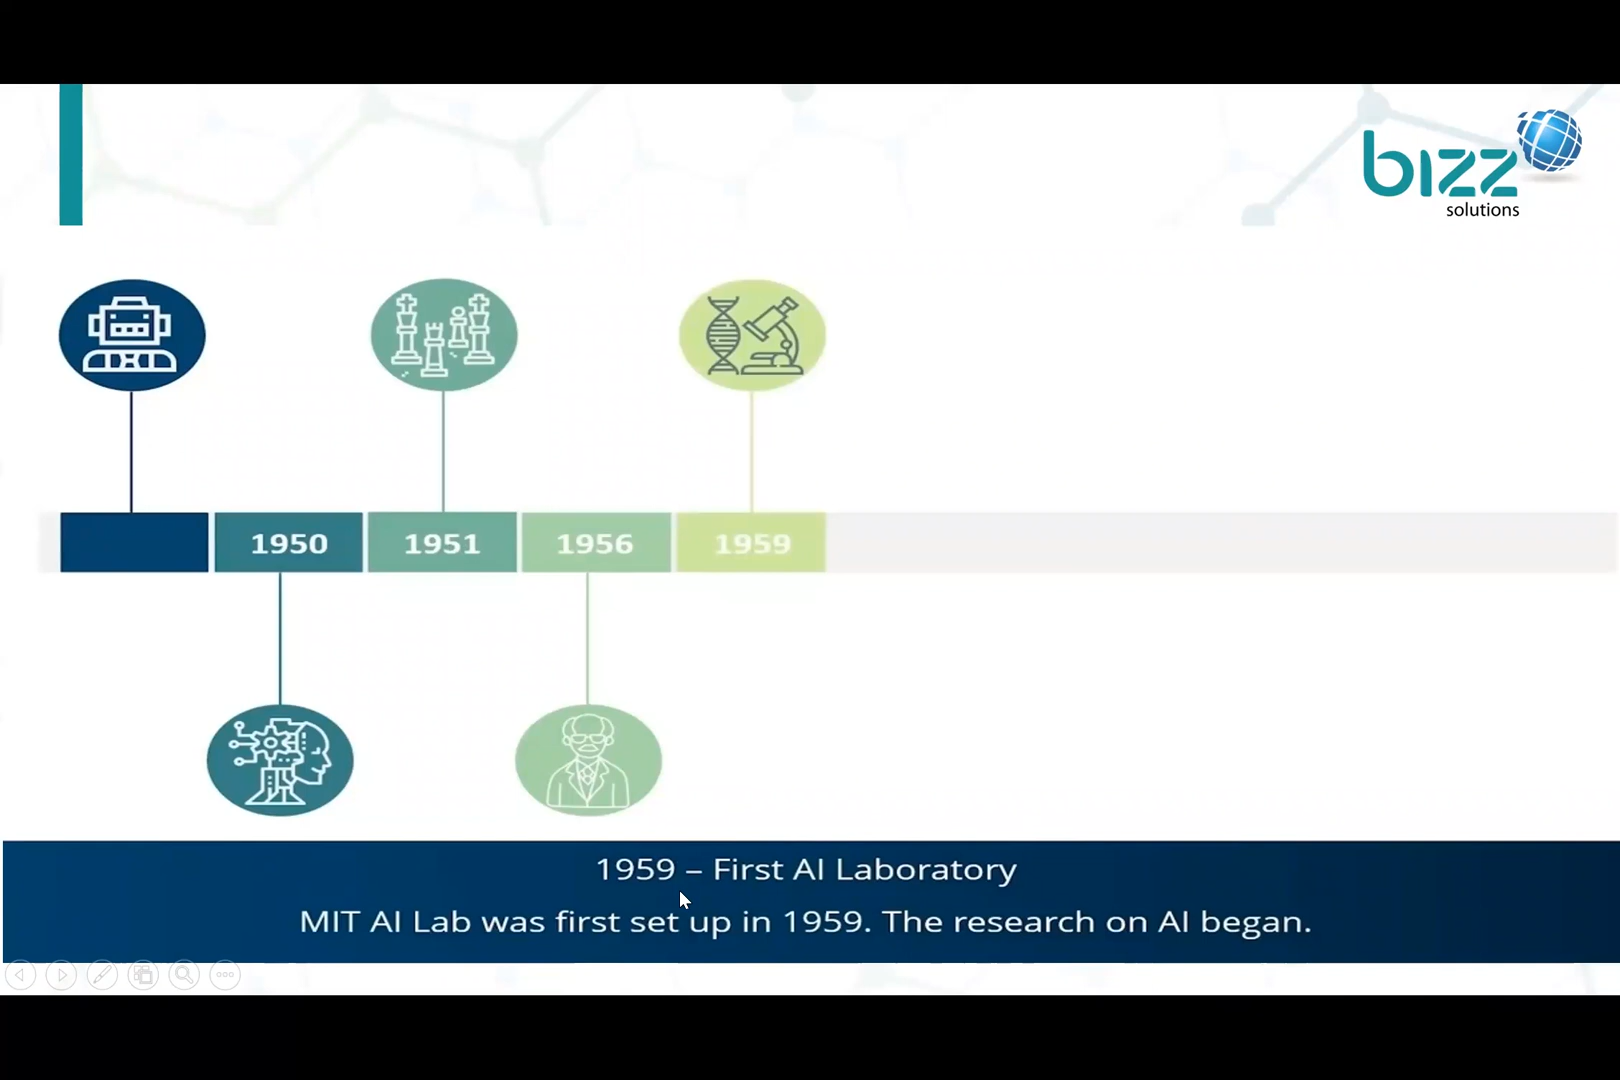 bizz
solutions
1950
1951
1956
1959
1959 – First AI Laboratory
MIT AI Lab was first set up in 1959. The research on AI began.